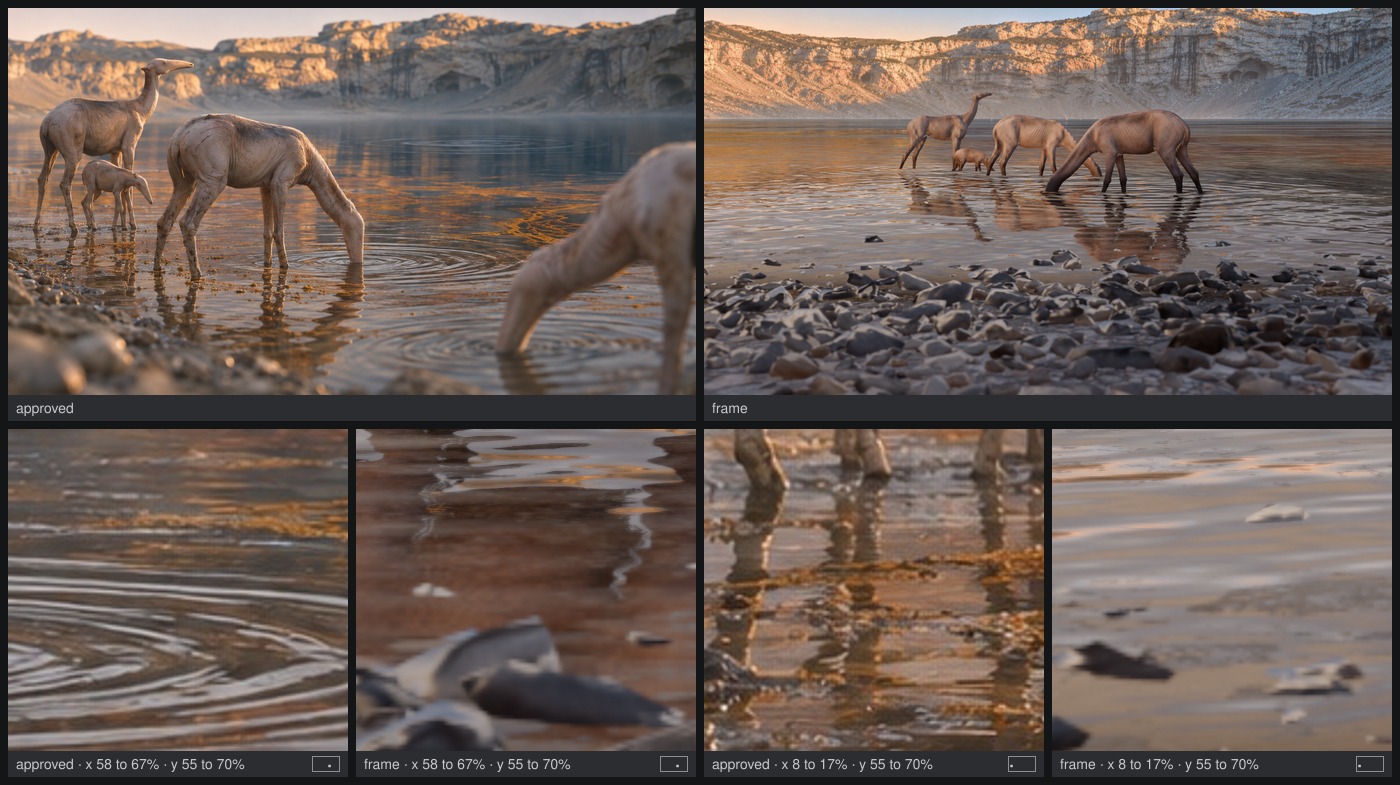 approved
frame
approved · x 58 to 67% · y 55 to 70%
frame · x 58 to 67% · y 55 to 70%
approved · x 8 to 17% · y 55 to 70%
frame · x 8 to 17% · y 55 to 70%